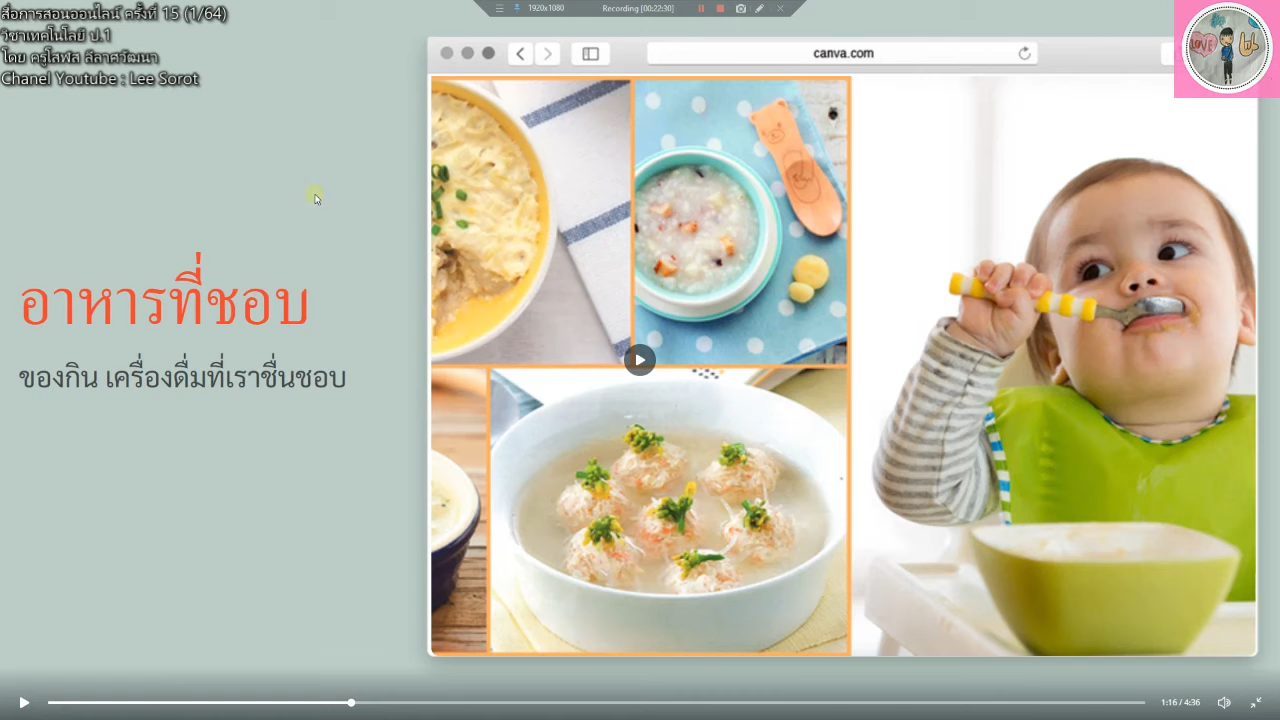 สื่อการสอนออนไลน์ ครั้งที่ 15 (1/64)
วิชาเทคโนโลยี ป.1
โดย ครูโสฬส ลีลาศวัฒนา
Chanel Youtube : Lee Sorot
1920x1080
Recording [00:22:30]
canva.com
LOVE
อาหารที่ชอบ
ของกิน เครื่องดื่มที่เราชื่นชอบ
1:16 / 4:36